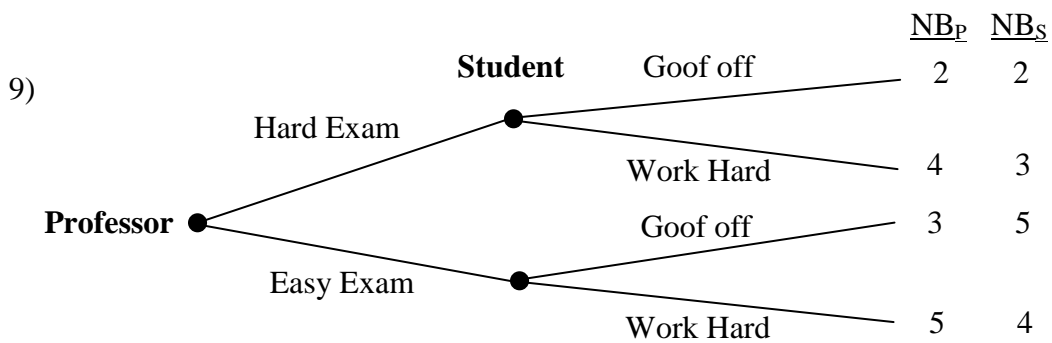 NBP NBS
Student Goof off 2 2
9)
Hard Exam
Work Hard 4 3
Professor Goof off 3 5
Easy Exam
Work Hard 5 4